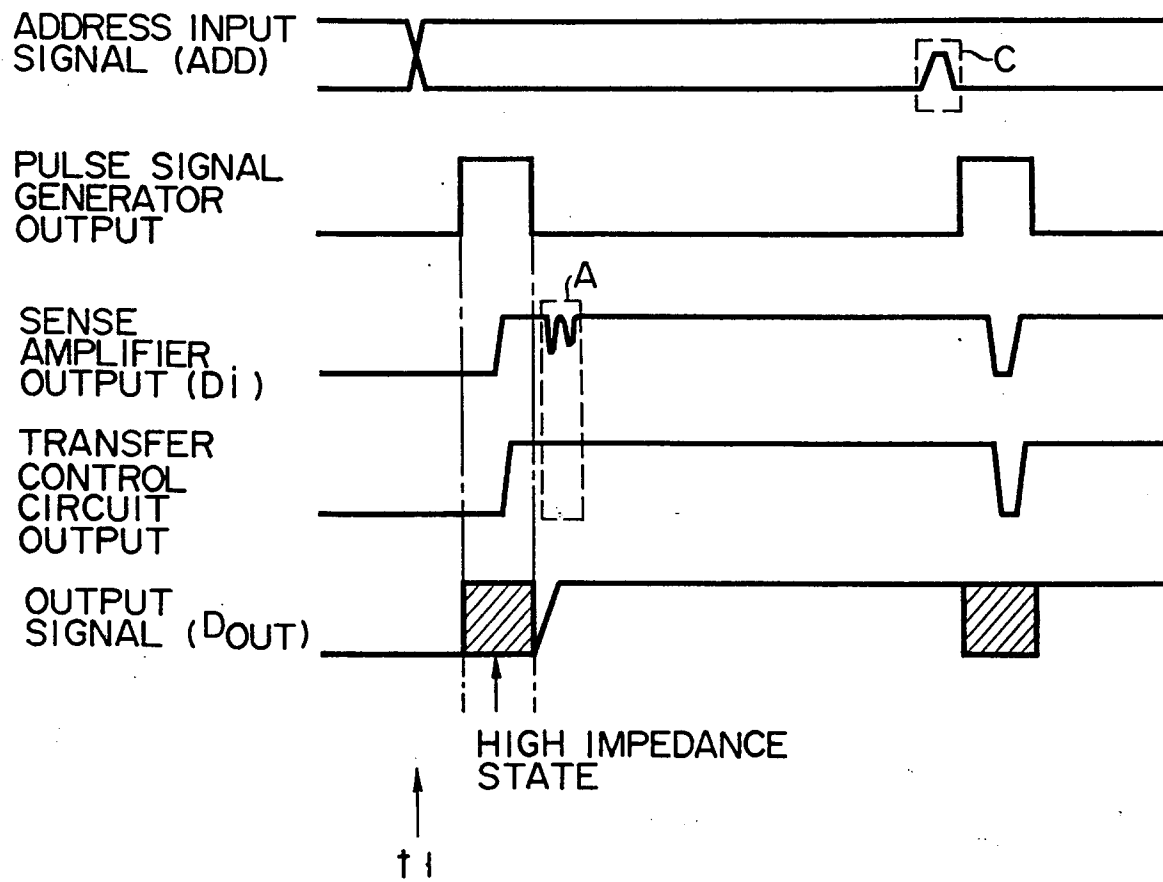 ADDRESS INPUT
SIGNAL (ADD)
C
PULSE SIGNAL
GENERATOR
OUTPUT
A
SENSE
AMPLIFIER
OUTPUT (Di)
TRANSFER
CONTROL
CIRCUIT
OUTPUT
OUTPUT
SIGNAL (DOUT)
HIGH IMPEDANCE
STATE
t1